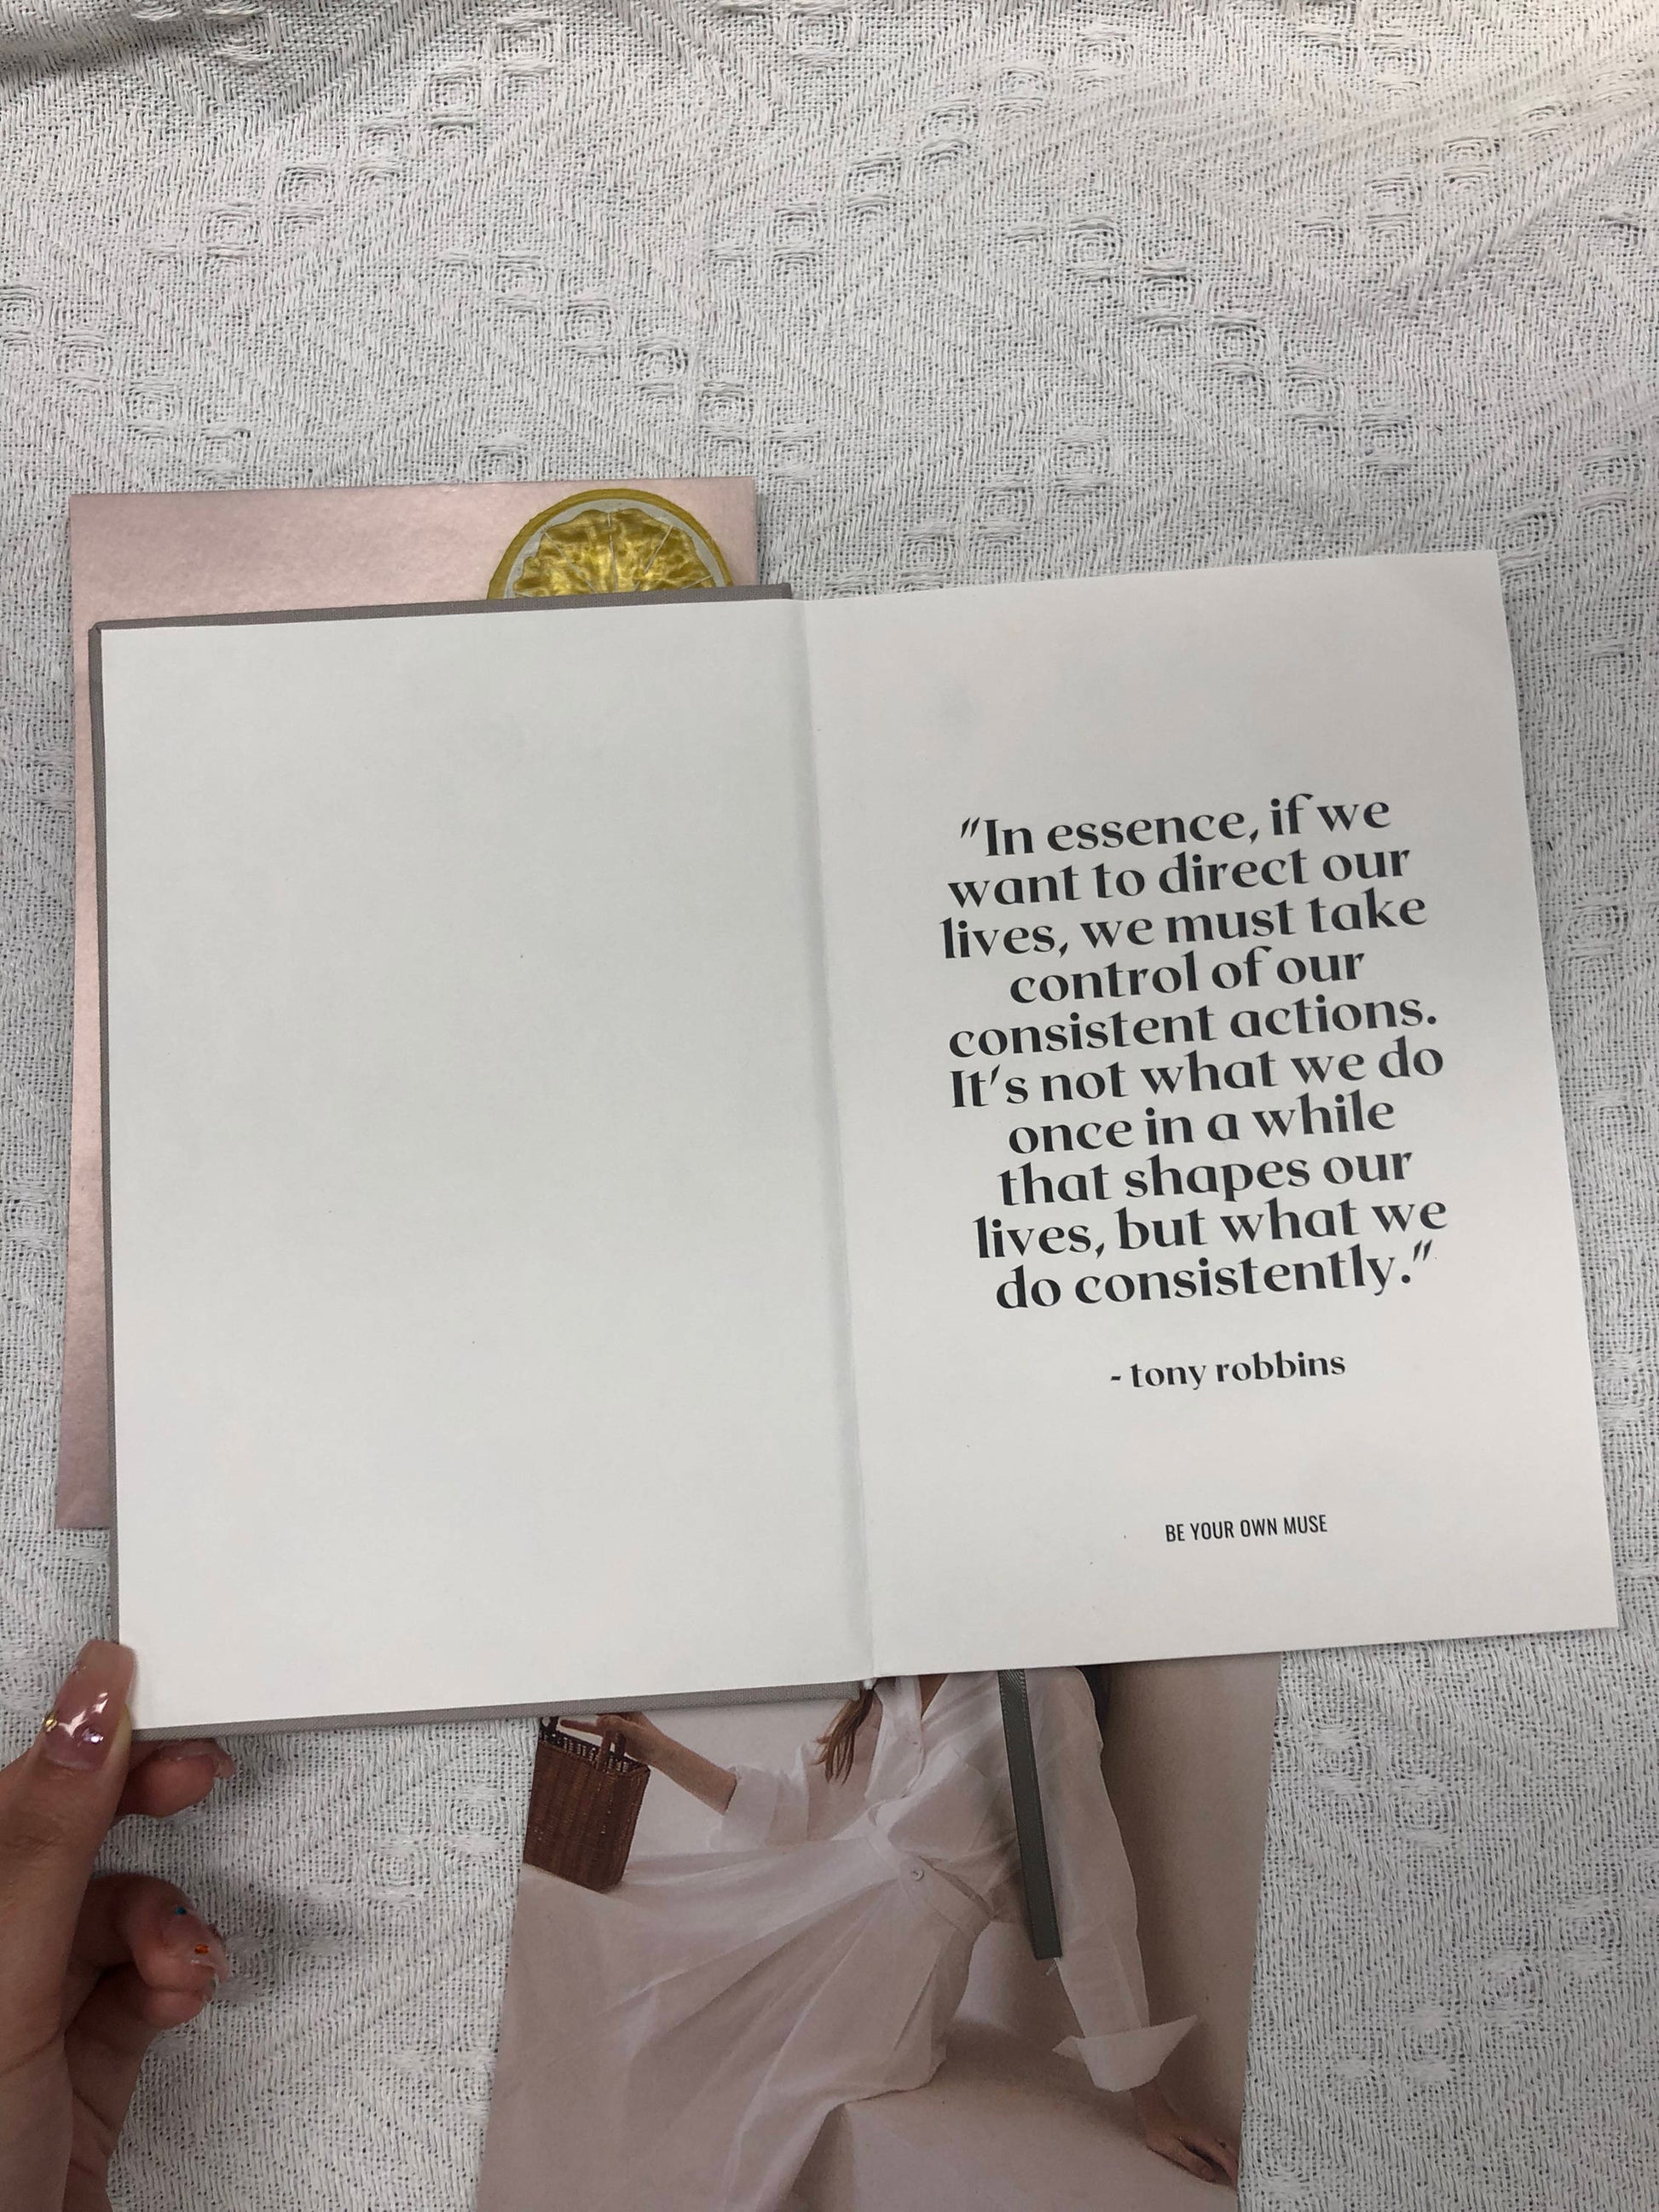 "In essence, if we
want to direct our
lives, we must take
control of our
consistent actions.
It's not what we do
once in a while
that shapes our
lives, but what we
do consistently."
- tony robbins
BE YOUR OWN MUSE